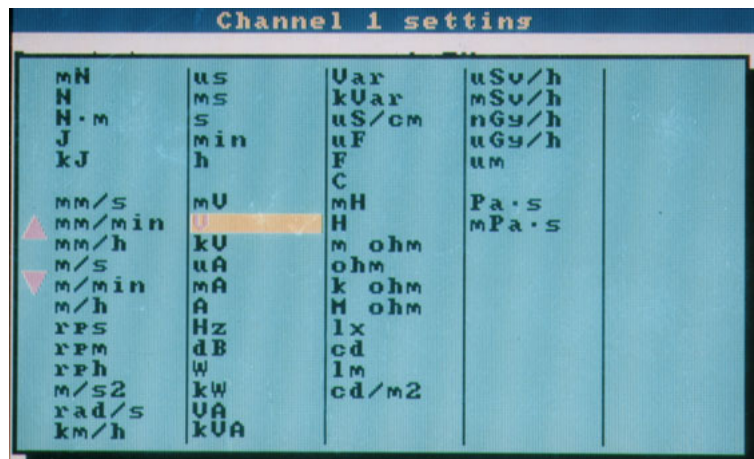 Channel 1 setting
mN
N
N·m
J
kJ
mm/s
mm/min
mm/h
m/s
m/min
m/h
rps
rpm
rph
m/s2
rad/s
km/h
us
ms
s
min
h
mV
V
kV
uA
mA
A
Hz
dB
W
kW
VA
kVA
Var
kVar
uS/cm
uF
F
C
mH
H
m ohm
ohm
k ohm
M ohm
lx
cd
lm
cd/m2
uSv/h
mSv/h
nGy/h
uGy/h
um
Pa·s
mPa·s